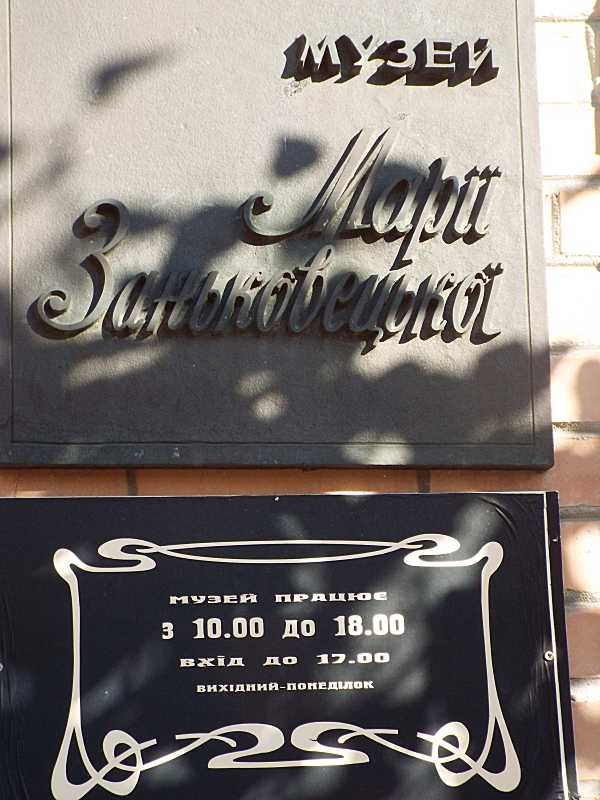 МУЗЕЙ
Марії
Заньковецької
МУЗЕЙ ПРАЦЮЄ
З 10.00 ДО 18.00
ВХІД ДО 17.00
ВИХІДНИЙ-ПОНЕДІЛОК